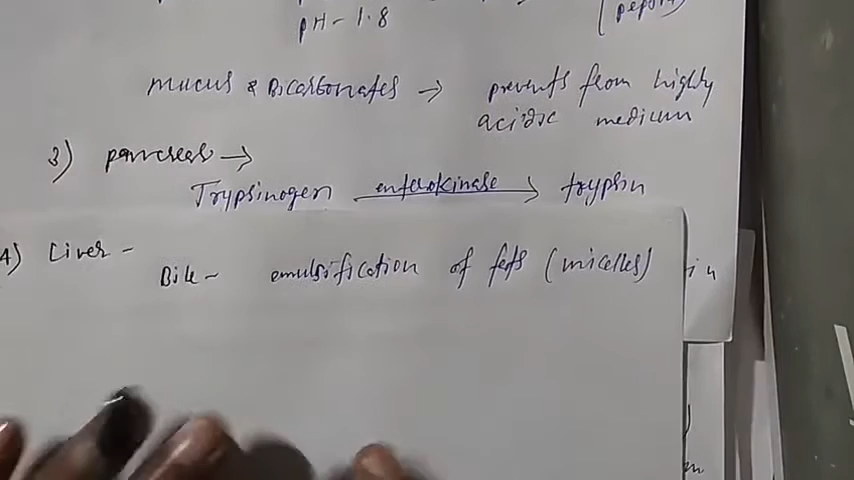 pH - 1.8 (pepsin)
Mucus & Bicarbonates → prevents from highly
acidic medium
3) pancreas →
Trypsinogen enterokinase → trypsin
4) Liver -
Bile - emulsification of fats (micelles) in